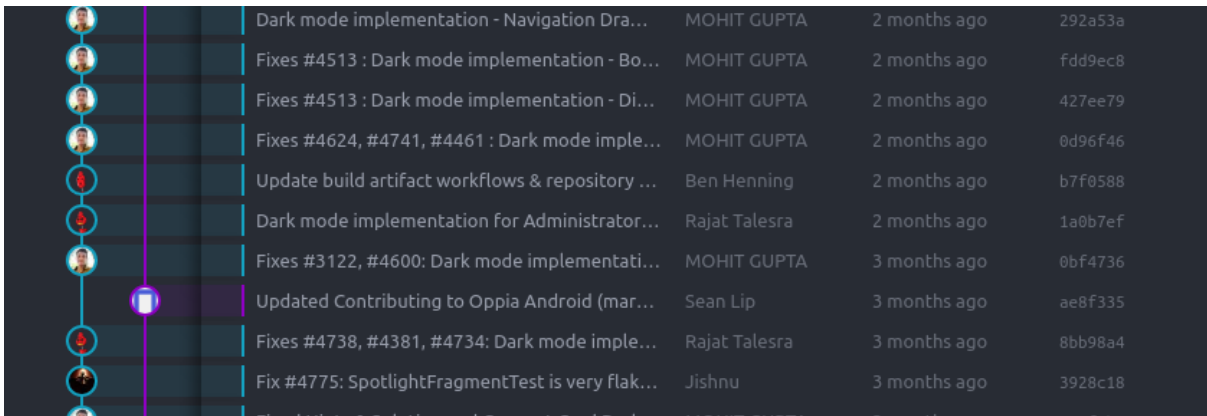 Dark mode implementation - Navigation Dra... MOHIT GUPTA 2 months ago 292a53a
Fixes #4513 : Dark mode implementation - Bo... MOHIT GUPTA 2 months ago fdd9ec8
Fixes #4513 : Dark mode implementation - Di... MOHIT GUPTA 2 months ago 427ee79
Fixes #4624, #4741, #4461 : Dark mode imple... MOHIT GUPTA 2 months ago 0d96f46
Update build artifact workflows & repository ... Ben Henning 2 months ago b7f0588
Dark mode implementation for Administrator... Rajat Talesra 2 months ago 1a0b7ef
Fixes #3122, #4600: Dark mode implementati... MOHIT GUPTA 3 months ago 0bf4736
Updated Contributing to Oppia Android (mar... Sean Lip 3 months ago ae8f335
Fixes #4738, #4381, #4734: Dark mode imple... Rajat Talesra 3 months ago 8bb98a4
Fix #4775: SpotlightFragmentTest is very flak... Jishnu 3 months ago 3928c18